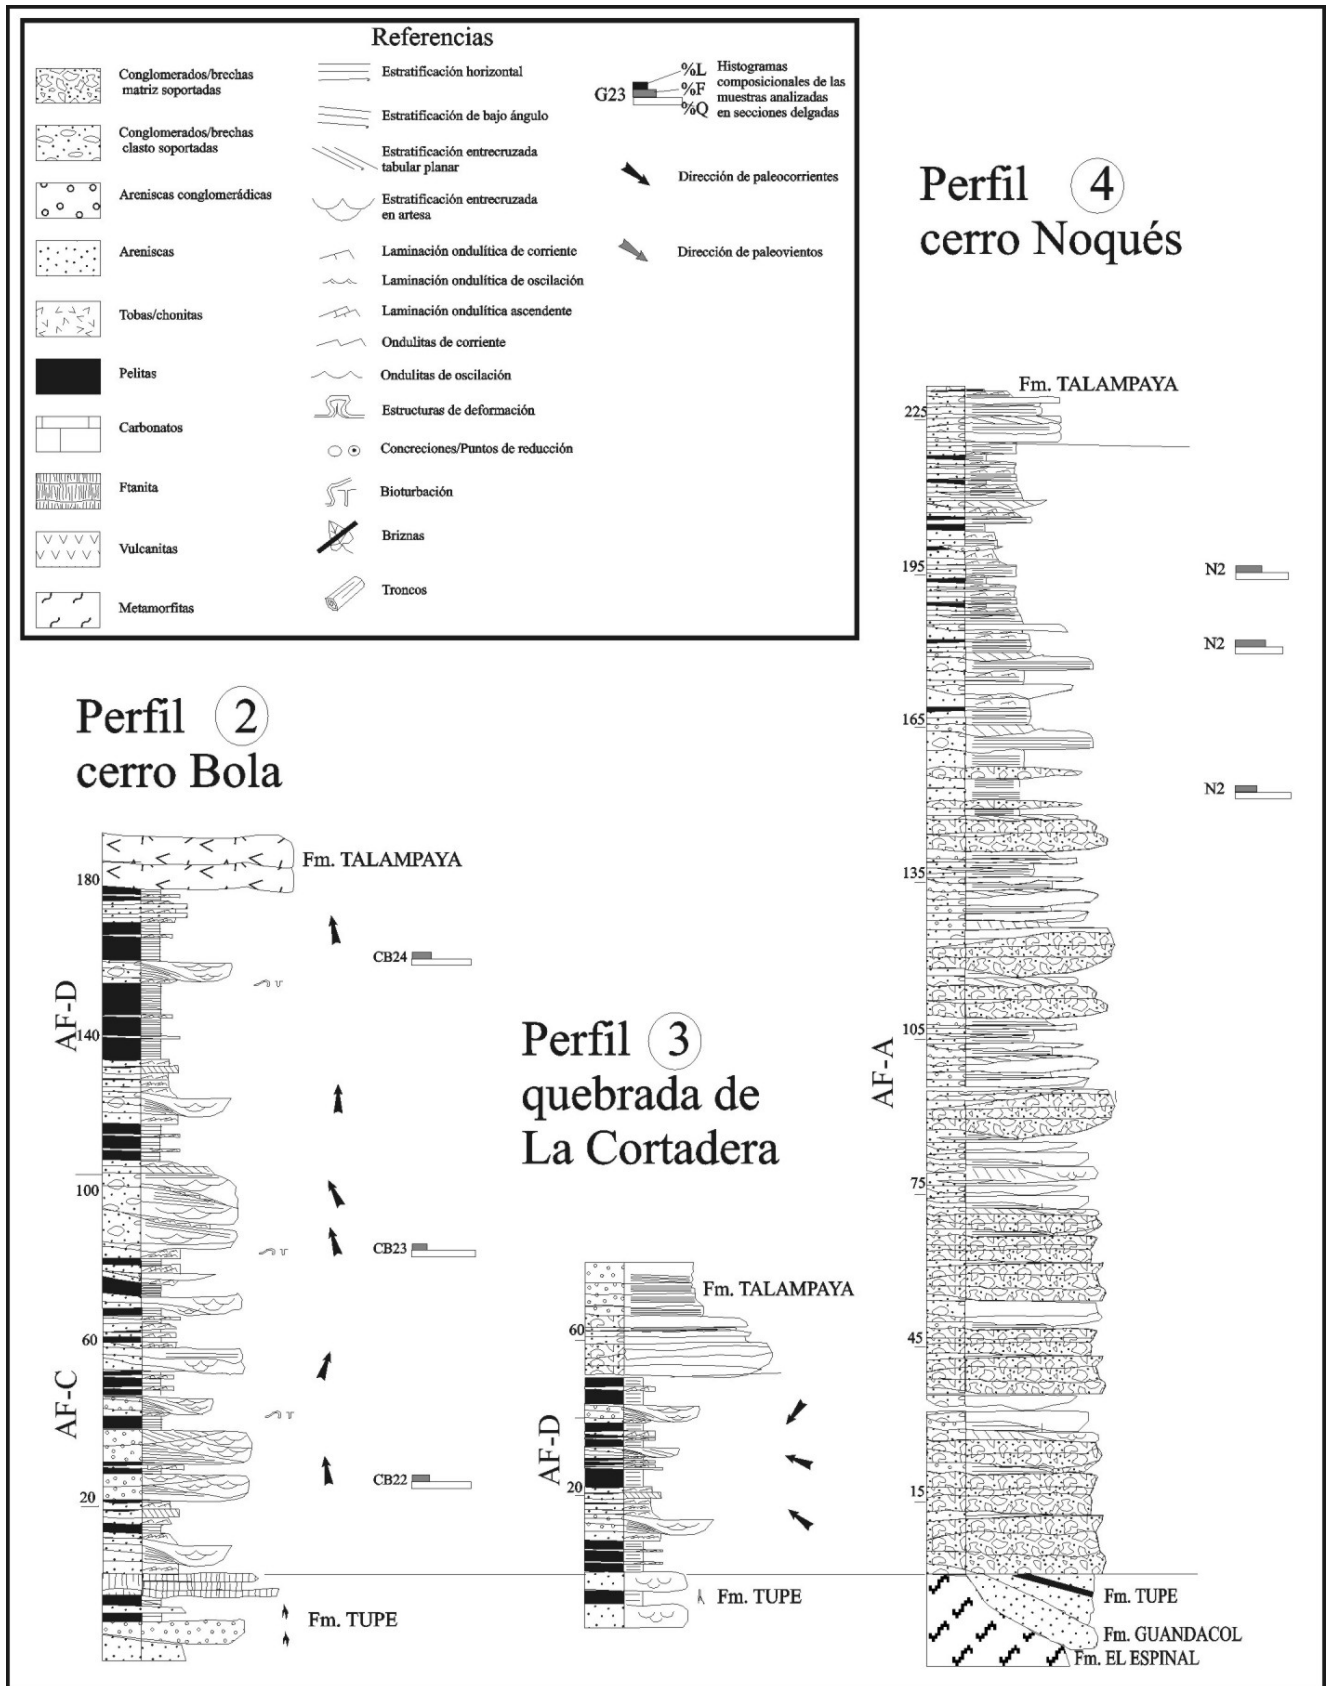 Referencias
Conglomerados/brechas
matriz soportadas
Conglomerados/brechas
clasto soportadas
Areniscas conglomerádicas
Areniscas
Tobas/chonitas
Pelitas
Carbonatos
Ftanita
Vulcanitas
Metamorfitas
Estratificación horizontal
Estratificación de bajo ángulo
Estratificación entrecruzada
tabular planar
Estratificación entrecruzada
en artesa
Laminación ondulítica de corriente
Laminación ondulítica de oscilación
Laminación ondulítica ascendente
Ondulitas de corriente
Ondulitas de oscilación
Estructuras de deformación
Concreciones/Puntos de reducción
Bioturbación
Briznas
Troncos
G23
%L
%F
%Q
Histogramas
composicionales de las
muestras analizadas
en secciones delgadas
Dirección de paleocorrientes
Dirección de paleovientos
Perfil 2
cerro Bola
Fm. TALAMPAYA
180
140
100
60
20
AF-D
AF-C
CB24
CB23
CB22
Fm. TUPE
Perfil 3
quebrada de
La Cortadera
Fm. TALAMPAYA
60
20
AF-D
Fm. TUPE
Perfil 4
cerro Noqués
Fm. TALAMPAYA
225
195
165
135
105
75
45
15
AF-A
N2
N2
N2
Fm. TUPE
Fm. GUANDACOL
Fm. EL ESPINAL